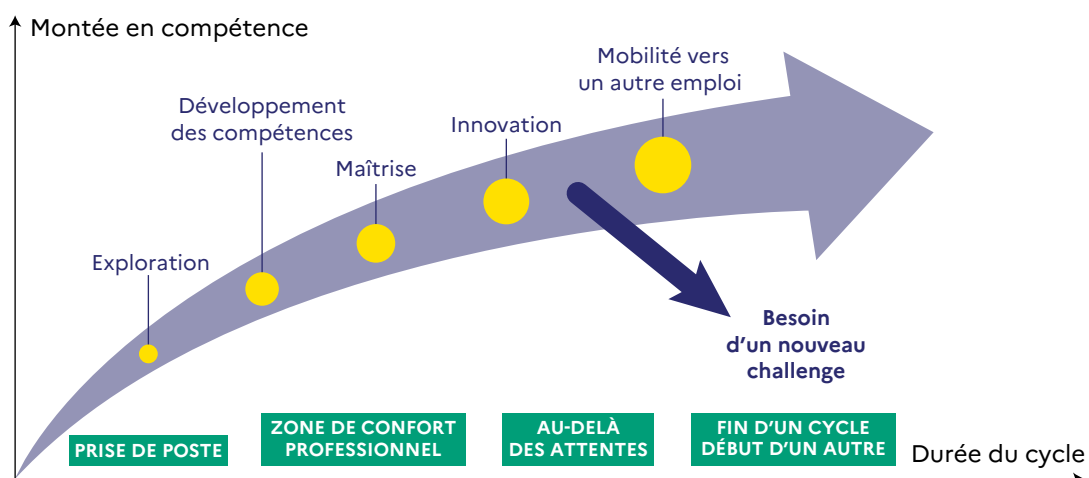 Montée en compétence
Mobilité vers
un autre emploi
Développement
des compétences
Innovation
Maîtrise
Exploration
Besoin
d'un nouveau
challenge
PRISE DE POSTE
ZONE DE CONFORT
PROFESSIONNEL
AU-DELÀ
DES ATTENTES
FIN D'UN CYCLE
DÉBUT D'UN AUTRE
Durée du cycle